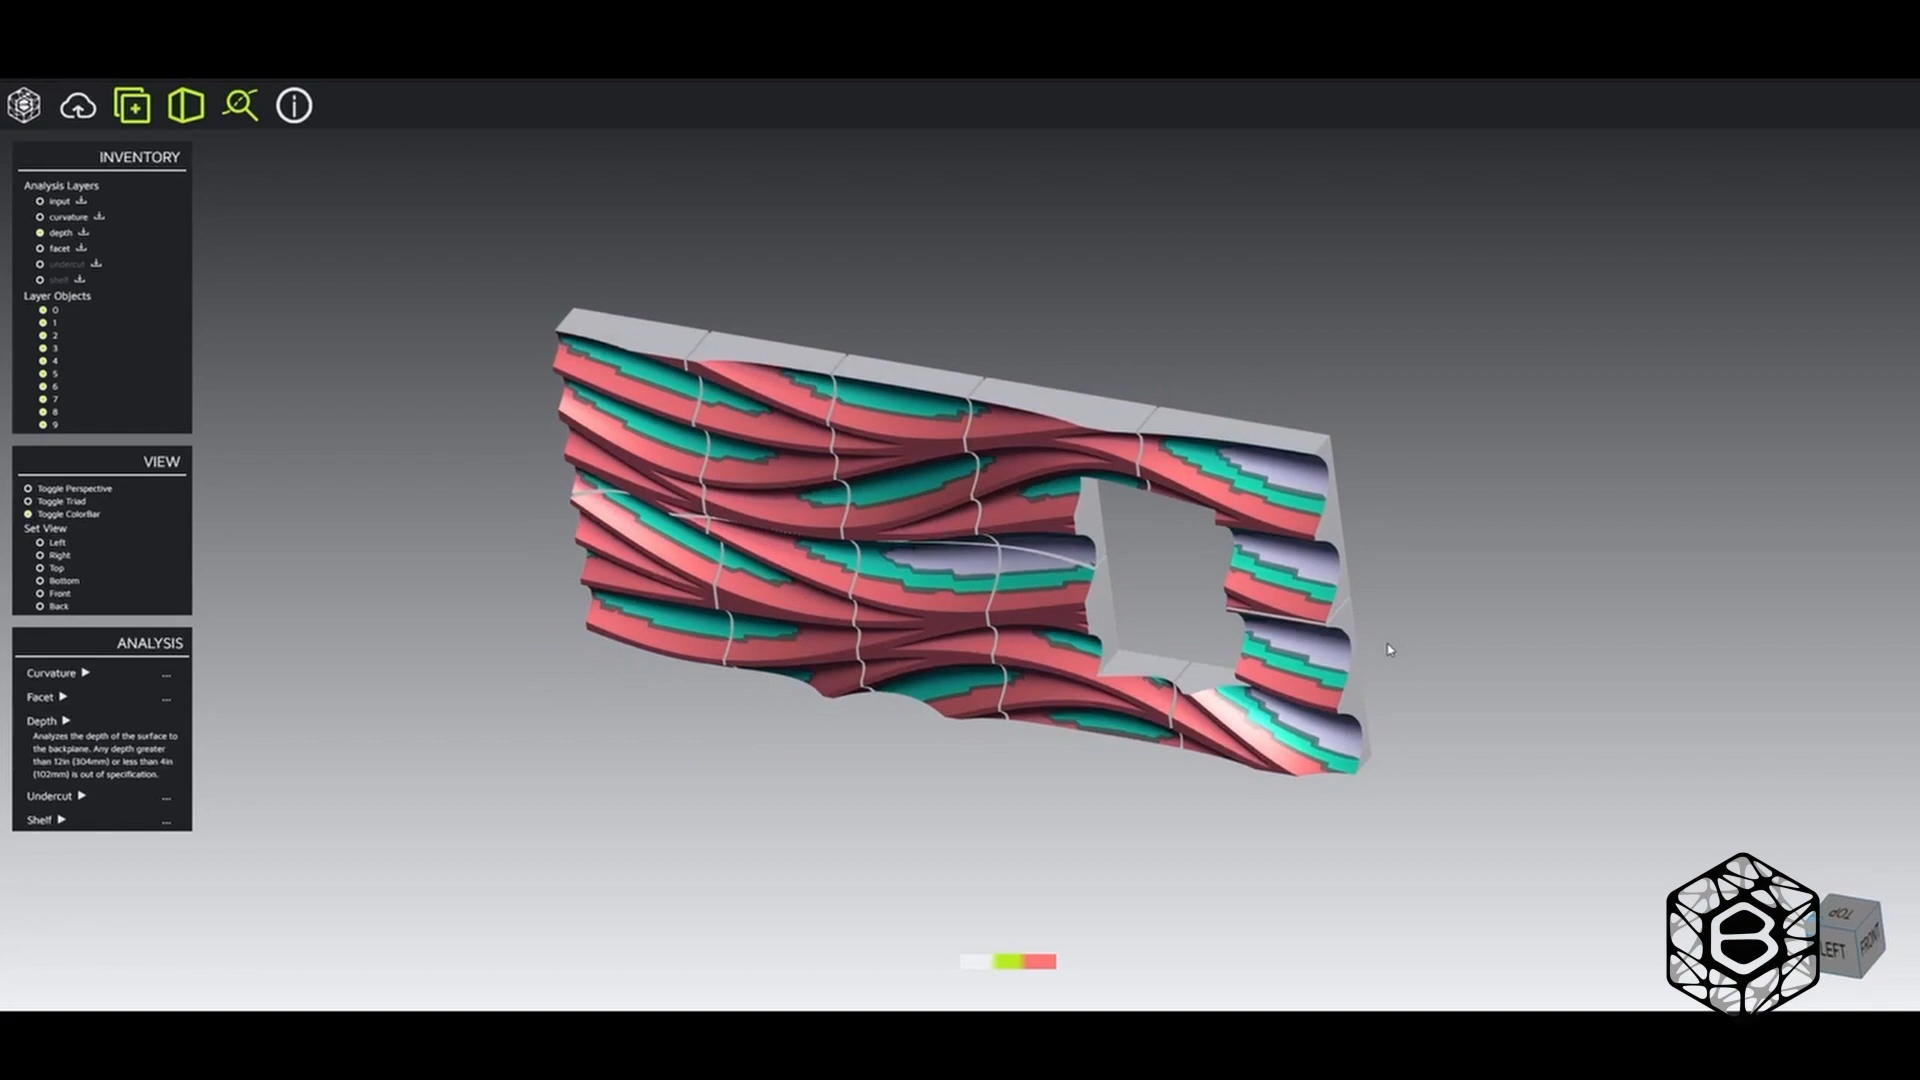 INVENTORY
Analysis Layers
input
curvature
depth
facet
undercut
shelf
Layer Objects
0
1
2
3
4
5
6
7
8
9
VIEW
Toggle Perspective
Toggle Triad
Toggle ColorBar
Set View
Left
Right
Top
Bottom
Front
Back
ANALYSIS
Curvature ...
Facet ...
Depth
Analyzes the depth of the surface to
the backplane. Any depth greater
than 12in (304mm) or less than 4in
(102mm) is out of specification.
Undercut ...
Shelf ...
B
TOP
LEFT
FRONT